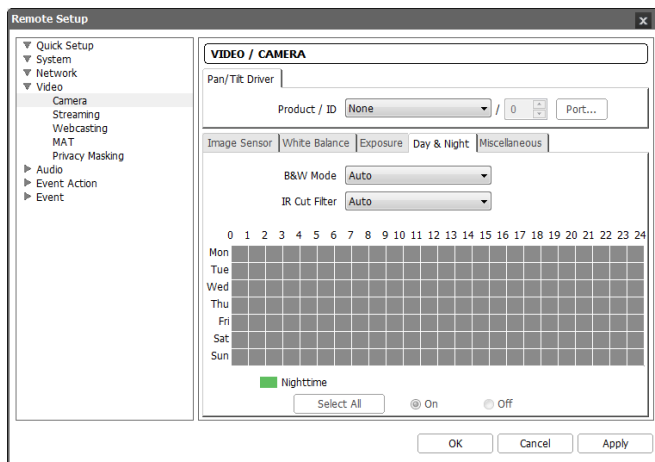 Remote Setup
x
Quick Setup
System
Network
Video
Camera
Streaming
Webcasting
MAT
Privacy Masking
Audio
Event Action
Event
VIDEO / CAMERA
Pan/Tilt Driver
Product / ID None / 0 Port...
Image Sensor White Balance Exposure Day & Night Miscellaneous
B&W Mode Auto
IR Cut Filter Auto
0 1 2 3 4 5 6 7 8 9 10 11 12 13 14 15 16 17 18 19 20 21 22 23 24
Mon
Tue
Wed
Thu
Fri
Sat
Sun
Nighttime
Select All On Off
OK Cancel Apply